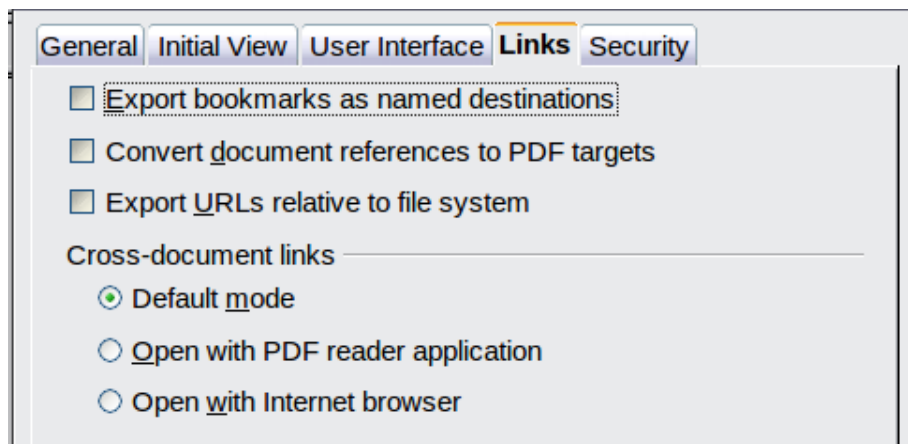 General Initial View User Interface Links Security
Export bookmarks as named destinations
Convert document references to PDF targets
Export URLs relative to file system
Cross-document links
Default mode
Open with PDF reader application
Open with Internet browser